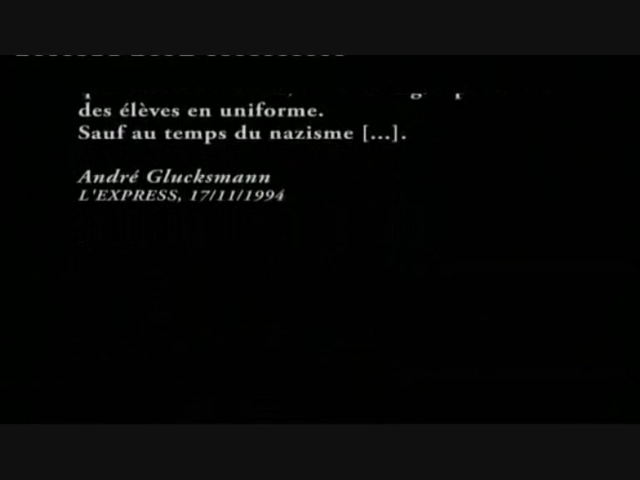 des élèves en uniforme.
Sauf au temps du nazisme [...].
André Glucksmann
L'EXPRESS, 17/11/1994